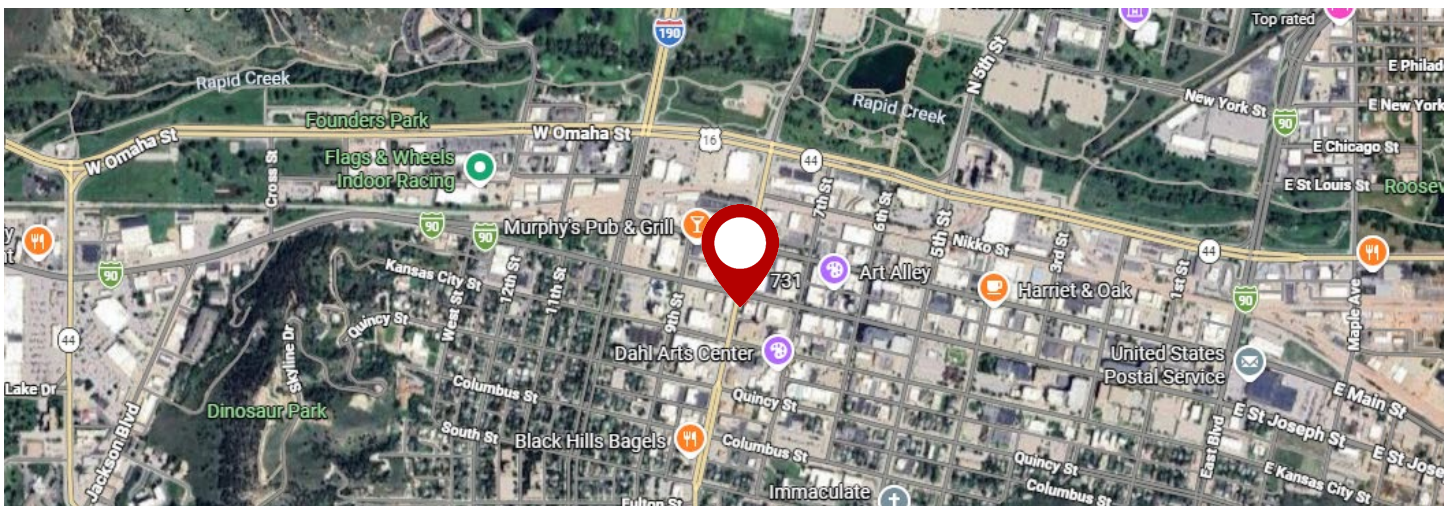 190
Top rated
Rapid Creek
N 5th St
E Philad
New York St
E New York
Rapid Creek
Founders Park
W Omaha St
90
W Omaha St
16
44
E Chicago St
Cross St
Flags & Wheels
Indoor Racing
7th St
E St Louis St
Roosev
6th St
Murphy's Pub & Grill
90
90
5th St
Nikko St
3rd St
44
90
Kansas City St
12th St
11th St
731
Art Alley
Harriet & Oak
1st St
90
West St
9th St
Maple Ave
44
Quincy St
Skyline Dr
Dahl Arts Center
United States
Postal Service
Lake Dr
Columbus St
Quincy St
E Main St
Dinosaur Park
E St Joseph St
Jackson Blvd
South St
Black Hills Bagels
Columbus St
East Blvd
E St Jose
Quincy St
E Kansas City St
Immaculate
Columbus St
Fulton St